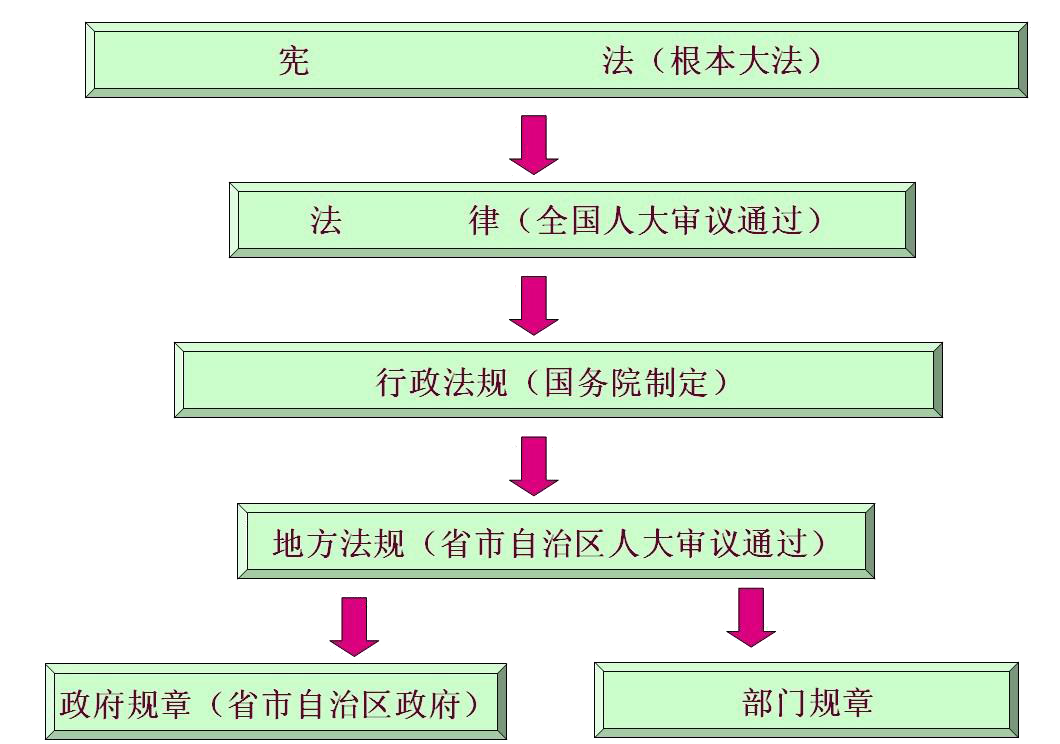 宪 法（根本大法）
法 律（全国人大审议通过）
行政法规（国务院制定）
地方法规（省市自治区人大审议通过）
政府规章（省市自治区政府）
部门规章